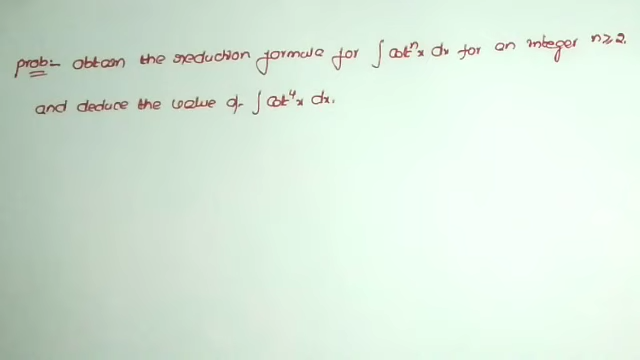 prob:- obtain the reduction formula for ∫ cotⁿx dx for an integer n≥2.
and deduce the value of ∫ cot⁴x dx.